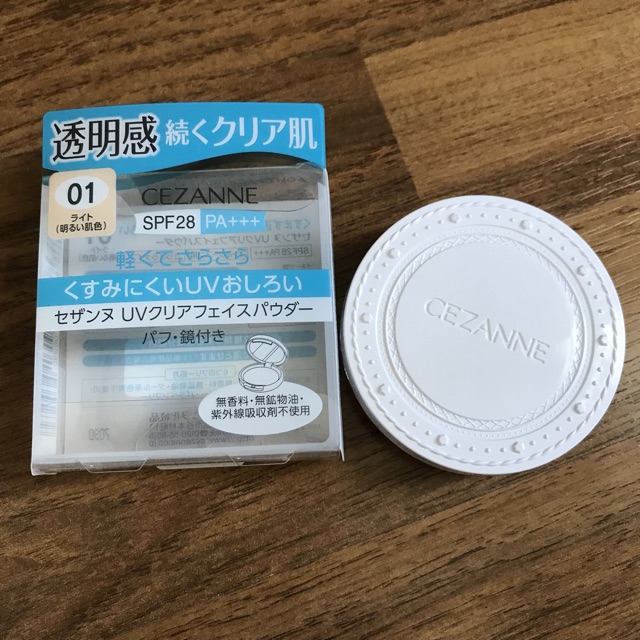 透明感 続くクリア肌
01
ライト
(明るい肌色)
CEZANNE
SPF28 PA+++
軽くてさらさら
くすみにくいUVおしろい
セザンヌ UVクリアフェイスパウダー
パフ・鏡付き
無香料・無鉱物油・
紫外線吸収剤不使用
CEZANNE